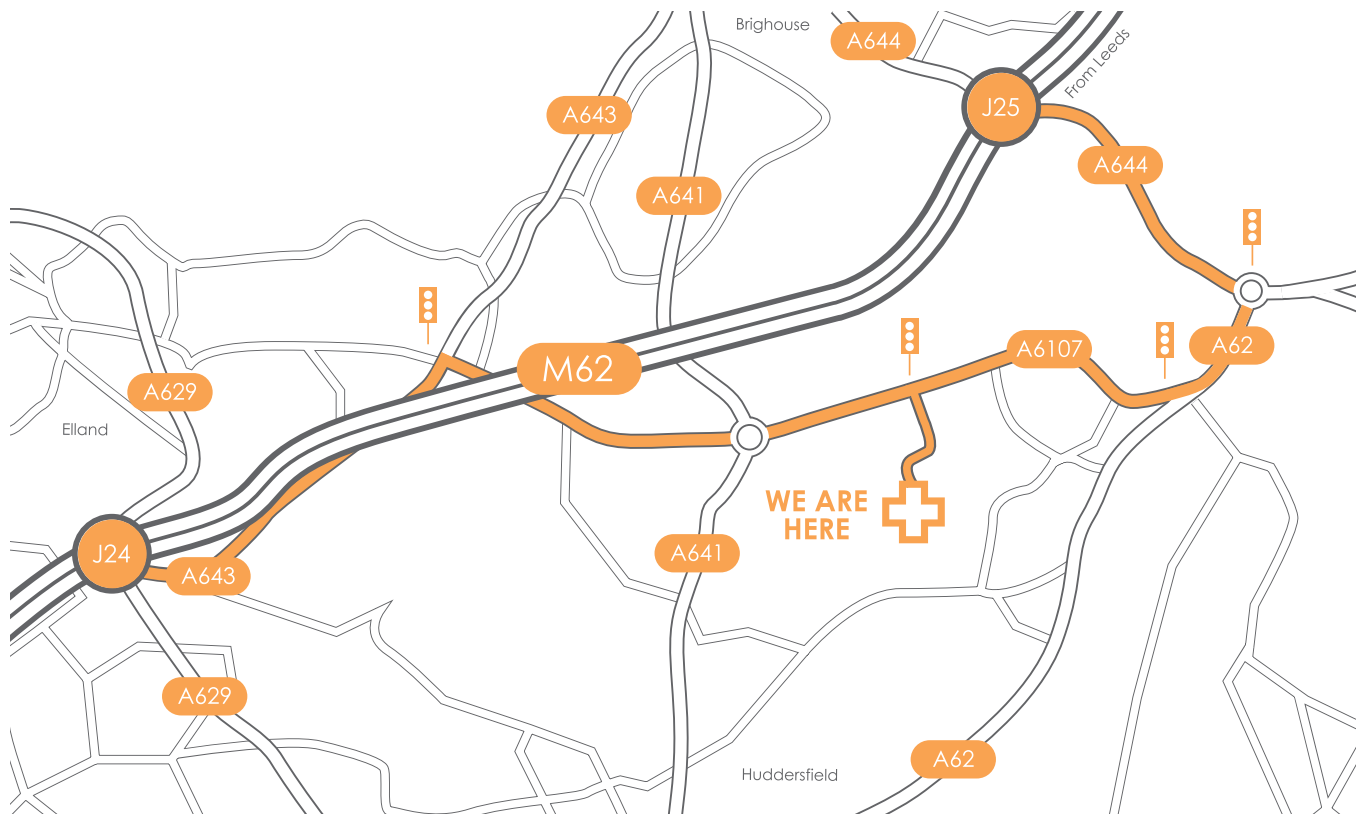 Brighouse
A644
From Leeds
J25
A643
A644
A641
M62
A6107
A62
A629
Elland
WE ARE
HERE
J24
A643
A641
A629
A62
Huddersfield